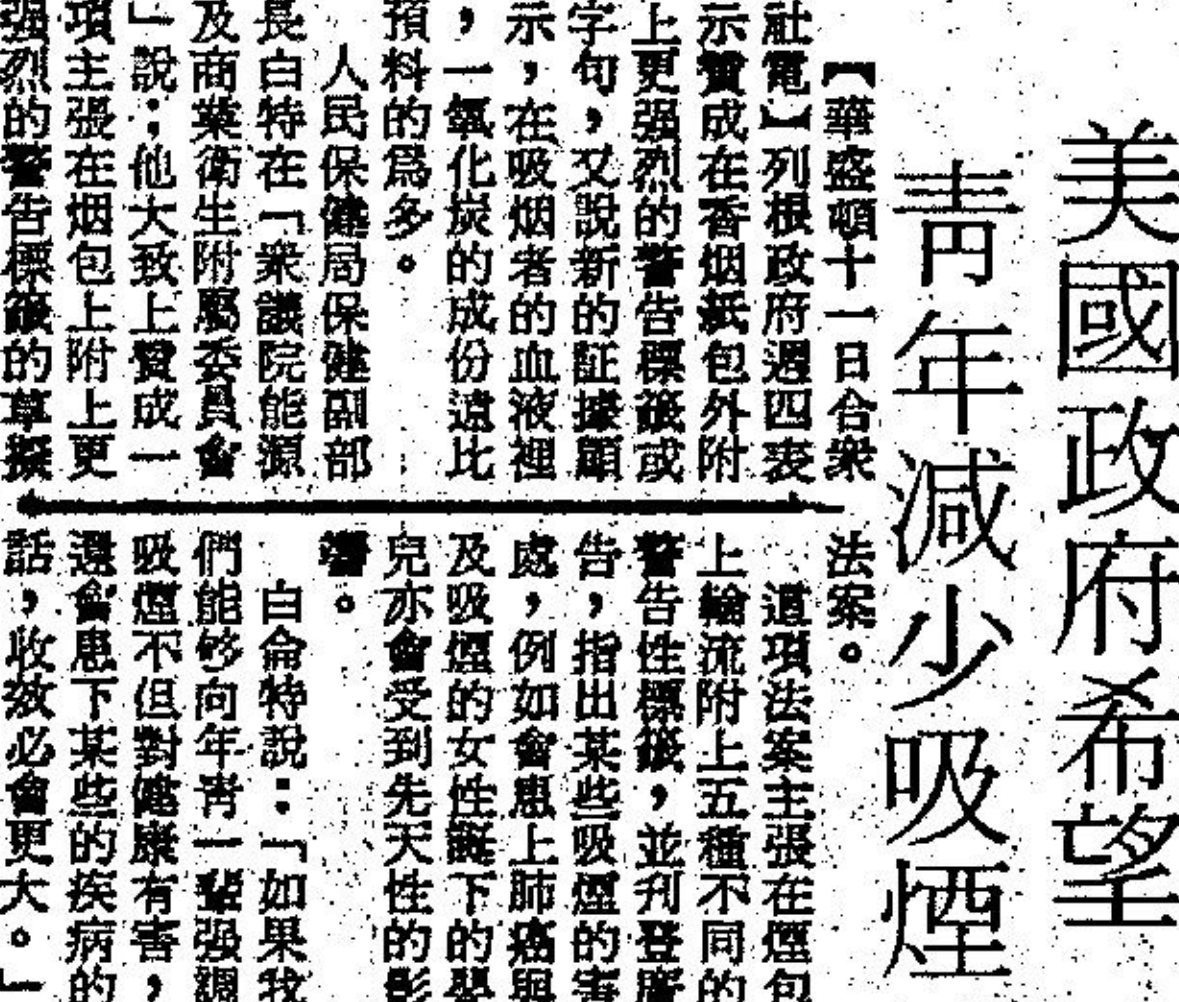 美國政府希望
青年減少吸煙
【華盛頓十一日合衆
社電】列根政府週四表
示贊成在香烟紙包外附
上更强烈的警告標籤或
字句，又說新的証據顯
示，在吸烟者的血液裡
，一氧化炭的成份遠比
預料的爲多。
人民保健局保健副部
長白特在「衆議院能源
及商業衛生附屬委員會
」說；他大致上贊成一
項主張在烟包上附上更
强烈的警告標籤的草擬
法案。
這項法案主張在煙包
上輪流附上五種不同的
警告性標籤，並刋登廣
告，指出某些吸煙的害
處，例如會患上肺癌與
及吸煙的女性誕下的嬰
兒亦會受到先天性的影
響。
白侖特說：「如果我
們能够向年靑一輩强調
吸煙不但對健康有害，
還會患下某些的疾病的
話，收效必會更大。」